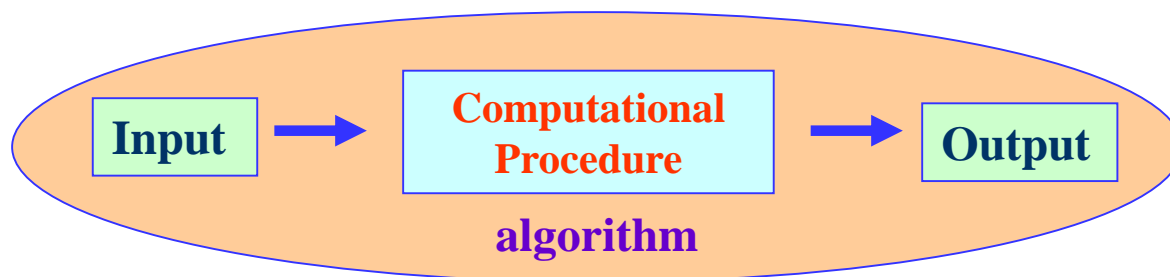 Input
Computational
Procedure
Output
algorithm